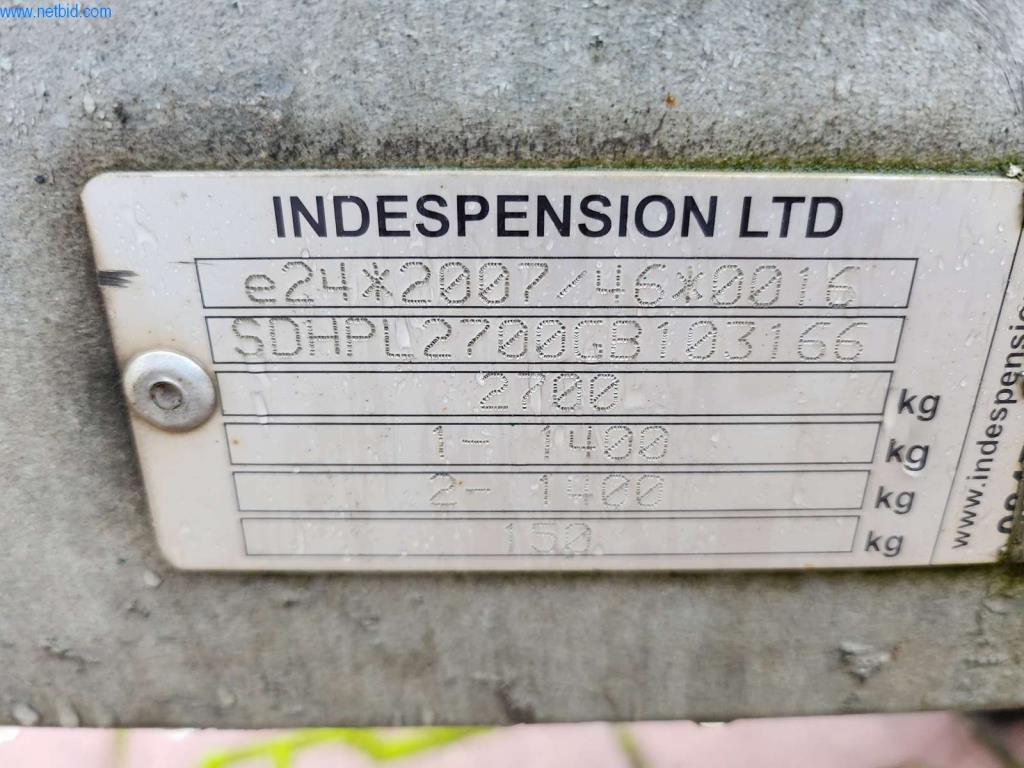 www.netbid.com
INDESPENSION LTD
e24*2007/46*0016
SDHPL2700GB103166
2700 kg
1- 1400 kg
2- 1400 kg
150 kg
www.indespension